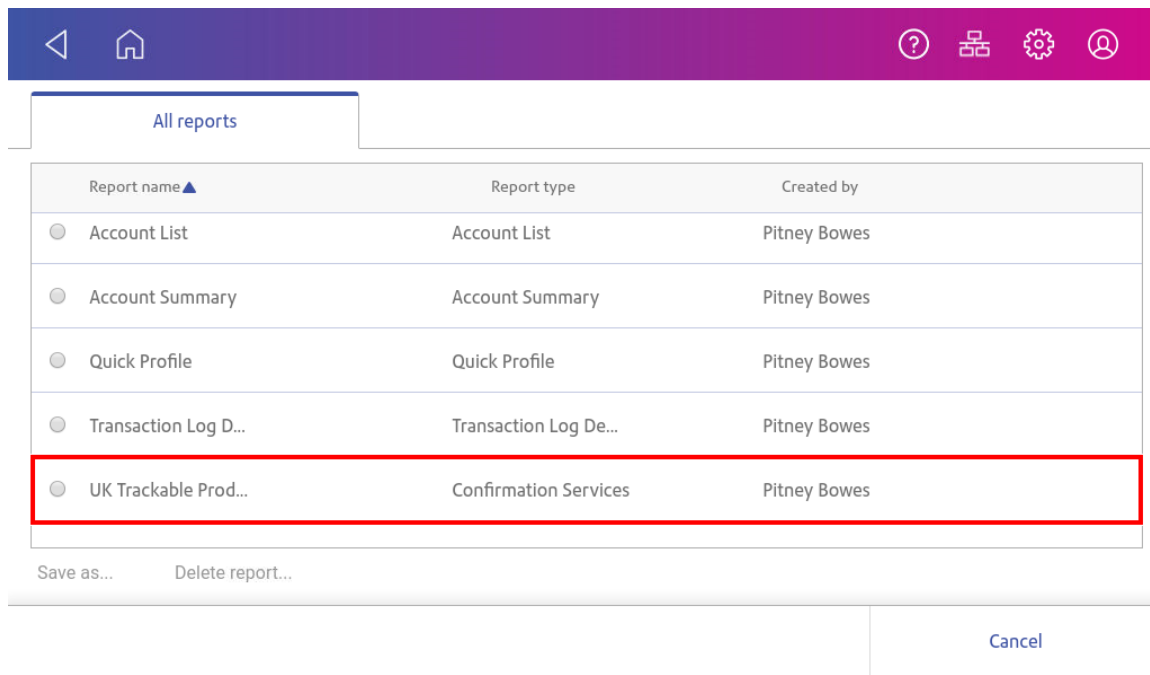 All reports
Report name Report type Created by
Account List Account List Pitney Bowes
Account Summary Account Summary Pitney Bowes
Quick Profile Quick Profile Pitney Bowes
Transaction Log D... Transaction Log De... Pitney Bowes
UK Trackable Prod... Confirmation Services Pitney Bowes
Save as... Delete report...
Cancel